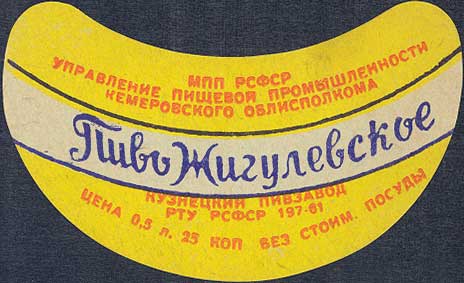 МПП РСФСР
УПРАВЛЕНИЕ ПИЩЕВОЙ ПРОМЫШЛЕННОСТИ
КЕМЕРОВСКОГО ОБЛИСПОЛКОМА
Пиво Жигулевское
КУЗНЕЦКИЙ ПИВЗАВОД
РТУ РСФСР 197-61
ЦЕНА 0,5 л. 25 КОП БЕЗ СТОИМ. ПОСУДЫ